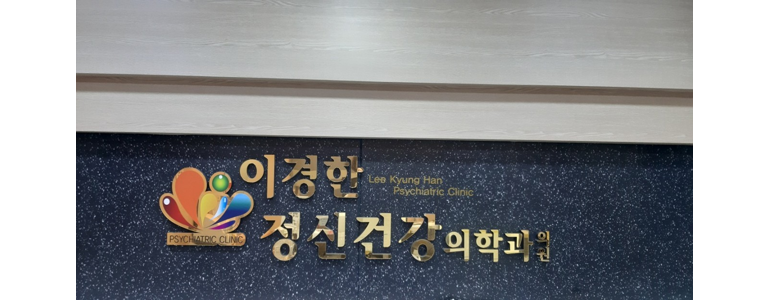 이경한
Lee Kyung Han
Psychiatric Clinic
정신건강의학과의원
PSYCHIATRIC CLINIC